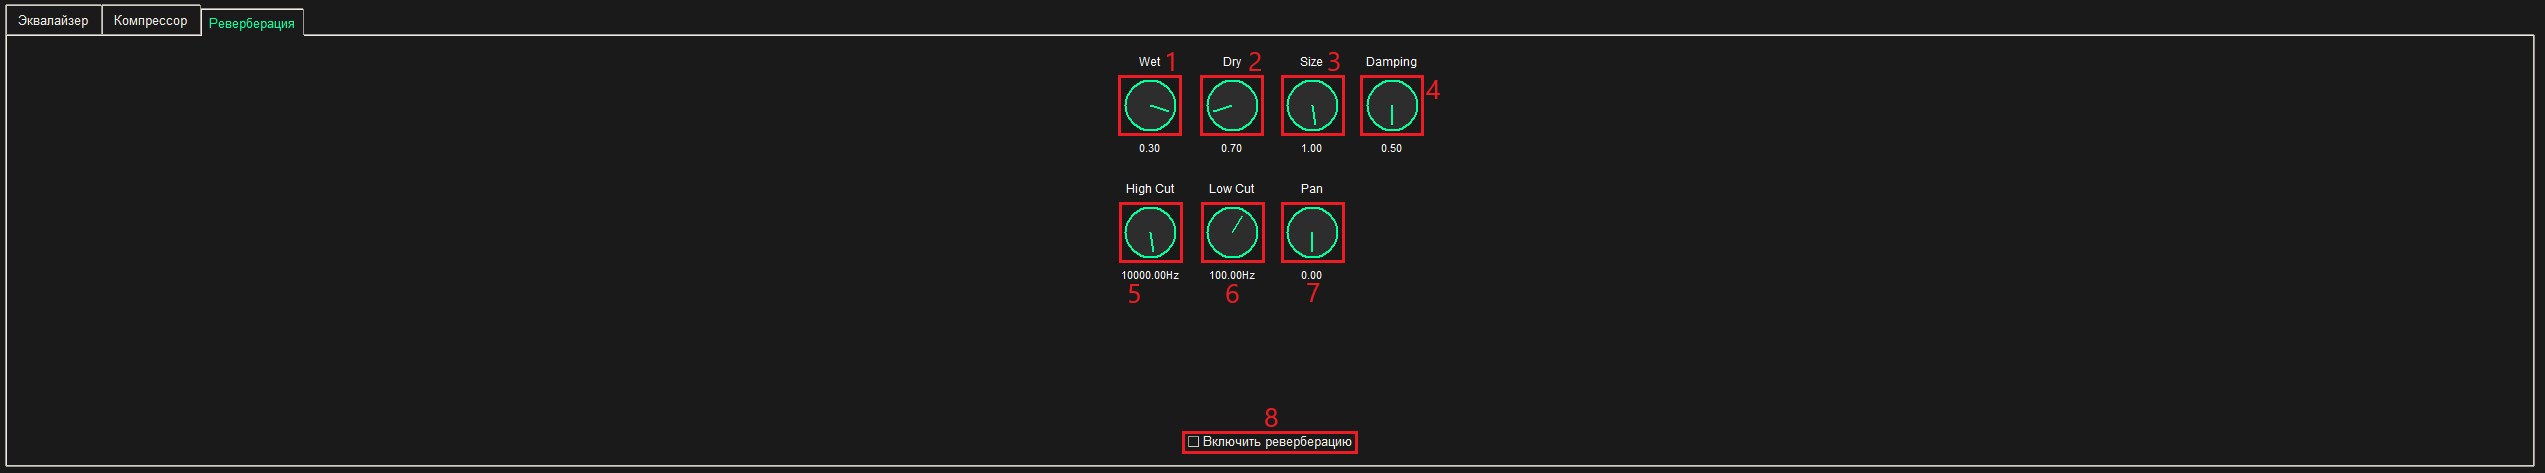 Эквалайзер Компрессор Реверберация
Wet 1 Dry 2 Size 3 Damping
4
0.30 0.70 1.00 0.50
High Cut Low Cut Pan
10000.00Hz 100.00Hz 0.00
5 6 7
8
Включить реверберацию